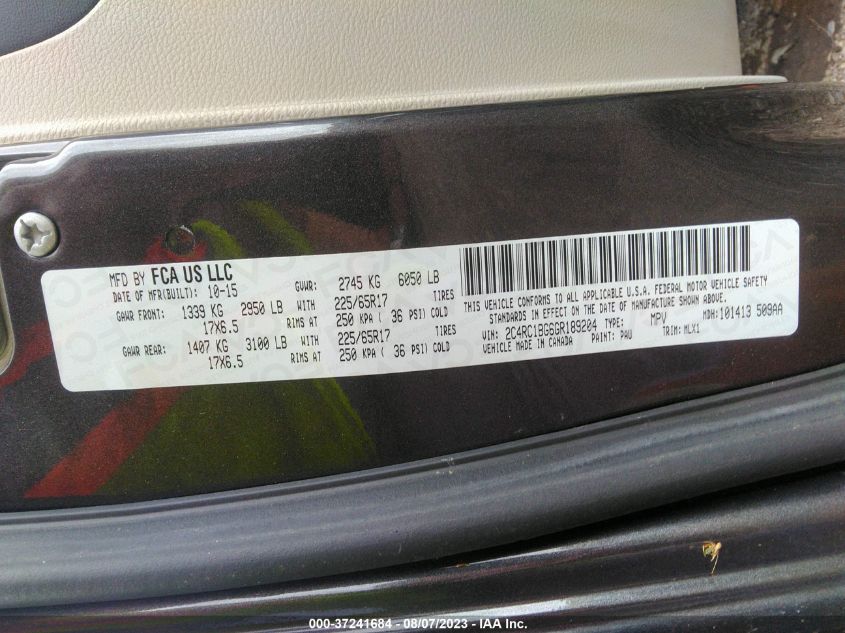 MFD BY FCA US LLC
DATE OF MFR(BUILT): 10-15 GVWR: 2745 KG 6050 LB
GAWR FRONT: 1339 KG 2950 LB WITH 225/65R17 TIRES
17X6.5 RIMS AT 250 KPA ( 36 PSI) COLD
GAWR REAR: 1407 KG 3100 LB WITH 225/65R17 TIRES
17X6.5 RIMS AT 250 KPA ( 36 PSI) COLD
THIS VEHICLE CONFORMS TO ALL APPLICABLE U.S.A. FEDERAL MOTOR VEHICLE SAFETY
STANDARDS IN EFFECT ON THE DATE OF MANUFACTURE SHOWN ABOVE.
MDH: 101413 509AA
VIN: 2C4RC1BG6GR189204 TYPE: MPV
VEHICLE MADE IN CANADA PAINT: PAU TRIM: MLX1
000-37241684 - 08/07/2023 - IAA Inc.